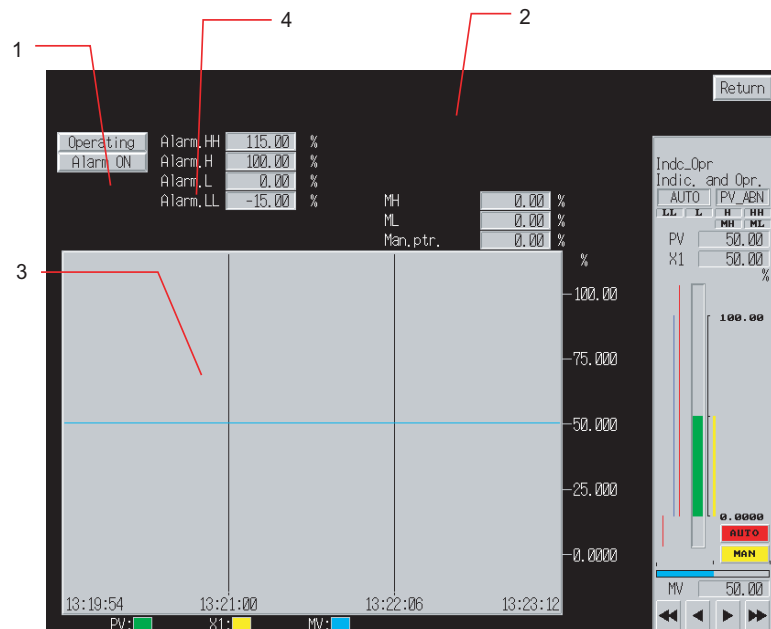 1
4
2
3
Return
Operating
Alarm ON
Alarm.HH 115.00 %
Alarm.H 100.00 %
Alarm.L 0.00 %
Alarm.LL -15.00 %
MH 0.00 %
ML 0.00 %
Man.ptr. 0.00 %
%
100.00
75.000
50.000
25.000
0.0000
13:19:54 13:21:00 13:22:06 13:23:12
PV: X1: MV:
Indc_Opr
Indic. and Opr.
AUTO PV_ABN
LL L H HH
MH ML
PV 50.00
X1 50.00
%
100.00
0.0000
AUTO
MAN
MV 50.00